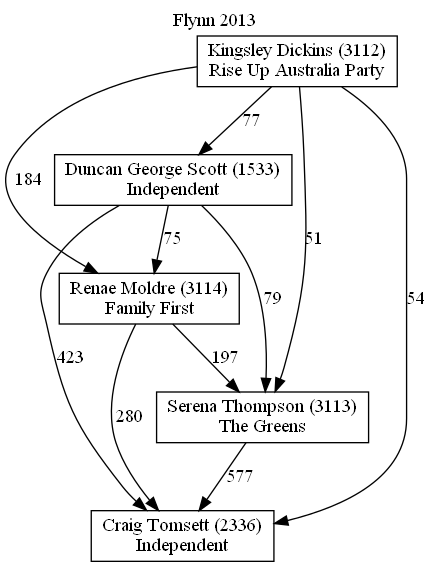 Flynn 2013
Kingsley Dickins (3112)
Rise Up Australia Party
77
Duncan George Scott (1533)
Independent
184
75
51
Renae Moldre (3114)
Family First
79
54
423
197
280
Serena Thompson (3113)
The Greens
577
Craig Tomsett (2336)
Independent